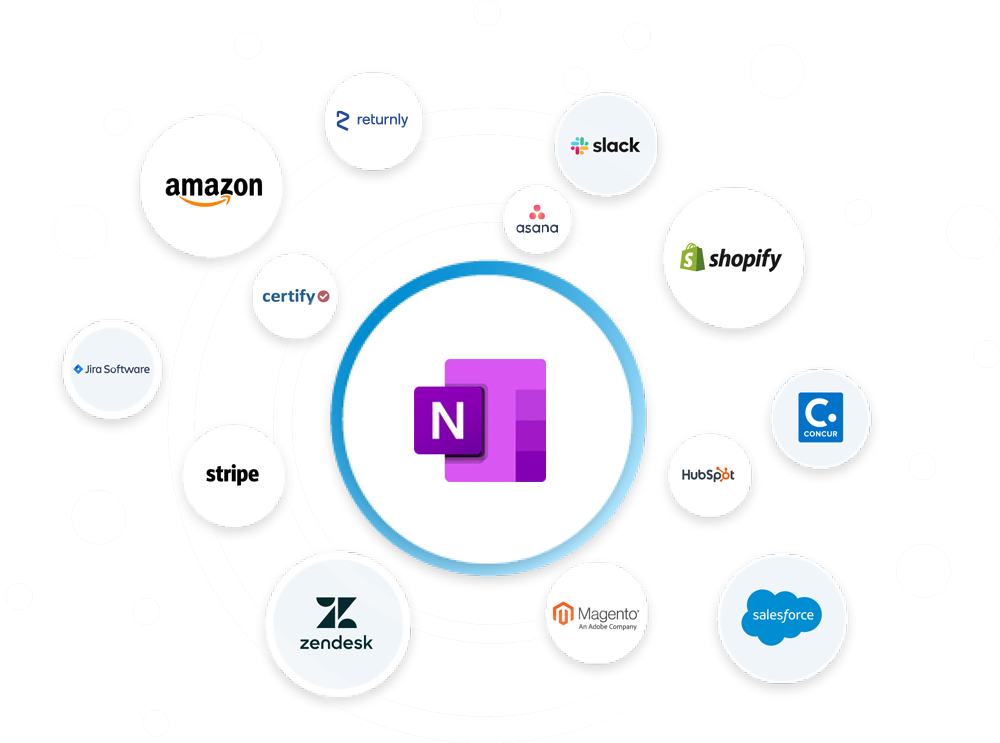 returnly
slack
amazon
asana
shopify
certify
Jira Software
N
C.
CONCUR
stripe
HubSpot
zendesk
Magento®
An Adobe Company
salesforce